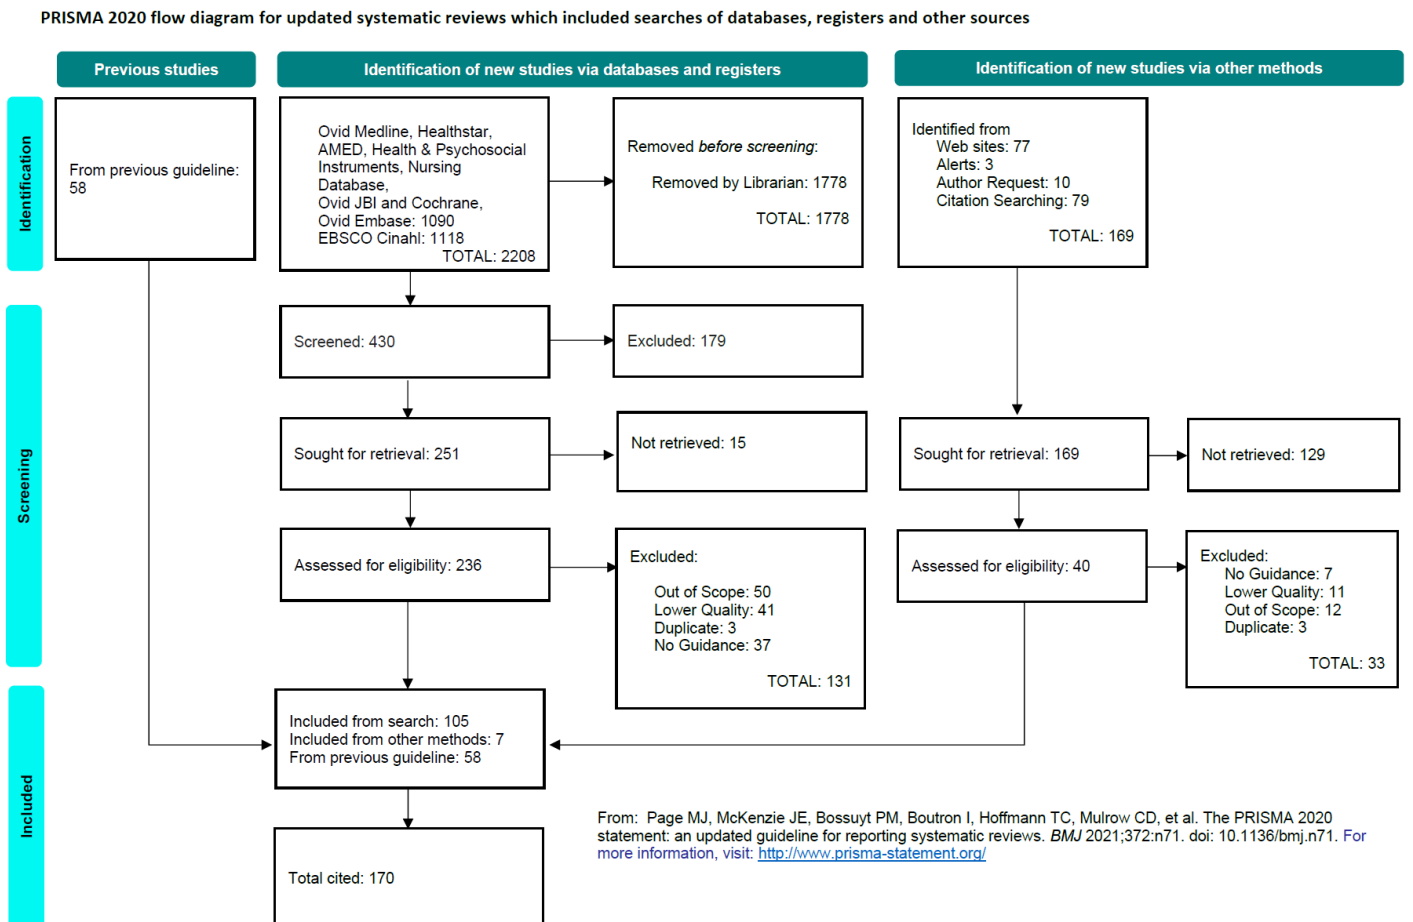 PRISMA 2020 flow diagram for updated systematic reviews which included searches of databases, registers and other sources
Previous studies
Identification of new studies via databases and registers
Identification of new studies via other methods
Identification
From previous guideline:
58
Ovid Medline, Healthstar,
AMED, Health & Psychosocial
Instruments, Nursing
Database,
Ovid JBI and Cochrane,
Ovid Embase: 1090
EBSCO Cinahl: 1118
TOTAL: 2208
Removed before screening:
Removed by Librarian: 1778
TOTAL: 1778
Identified from
Web sites: 77
Alerts: 3
Author Request: 10
Citation Searching: 79
TOTAL: 169
Screening
Screened: 430
Excluded: 179
Sought for retrieval: 251
Not retrieved: 15
Sought for retrieval: 169
Not retrieved: 129
Assessed for eligibility: 236
Excluded:
Out of Scope: 50
Lower Quality: 41
Duplicate: 3
No Guidance: 37
TOTAL: 131
Assessed for eligibility: 40
Excluded:
No Guidance: 7
Lower Quality: 11
Out of Scope: 12
Duplicate: 3
TOTAL: 33
Included
Included from search: 105
Included from other methods: 7
From previous guideline: 58
Total cited: 170
From: Page MJ, McKenzie JE, Bossuyt PM, Boutron I, Hoffmann TC, Mulrow CD, et al. The PRISMA 2020
statement: an updated guideline for reporting systematic reviews. BMJ 2021;372:n71. doi: 10.1136/bmj.n71. For
more information, visit: http://www.prisma-statement.org/